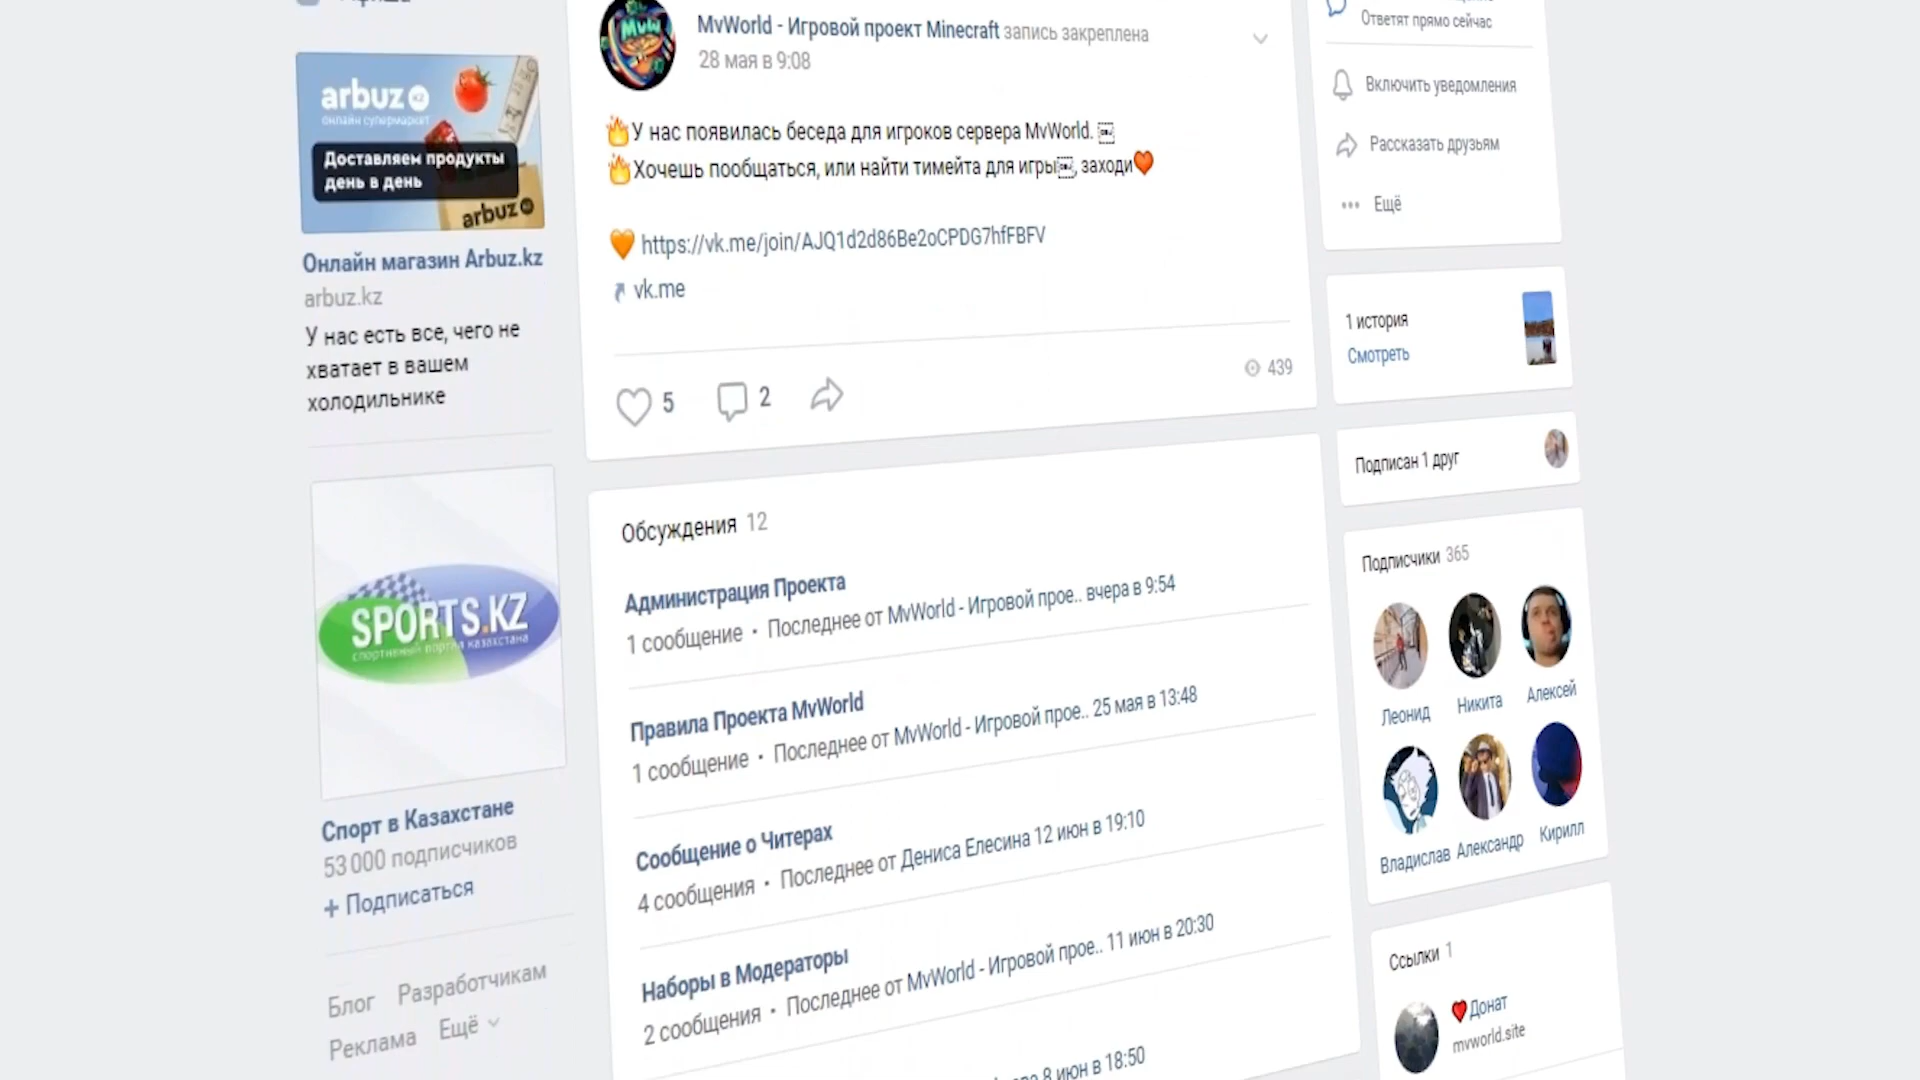 arbuz kz
онлайн супермаркет
Доставляем продукты
день в день
arbuz
Онлайн магазин Arbuz.kz
arbuz.kz
У нас есть все, чего не
хватает в вашем
холодильнике
SPORTS.KZ
спортивный портал казахстана
Спорт в Казахстане
53 000 подписчиков
+ Подписаться
Блог Разработчикам
Реклама Ещё
MvW
MvWorld - Игровой проект Minecraft запись закреплена
28 мая в 9:08
🔥У нас появилась беседа для игроков сервера MvWorld. ￼
🔥Хочешь пообщаться, или найти тимейта для игры￼, заходи❤
🧡 https://vk.me/join/AJQ1d2d86Be2oCPDG7hfFBFV
vk.me
5 2
439
Обсуждения 12
Администрация Проекта
1 сообщение · Последнее от MvWorld - Игровой прое.. вчера в 9:54
Правила Проекта MvWorld
1 сообщение · Последнее от MvWorld - Игровой прое.. 25 мая в 13:48
Сообщение о Читерах
4 сообщения · Последнее от Дениса Елесина 12 июн в 19:10
Наборы в Модераторы
2 сообщения · Последнее от MvWorld - Игровой прое.. 11 июн в 20:30
8 июн в 18:50
Ответят прямо сейчас
Включить уведомления
Рассказать друзьям
Ещё
1 история
Смотреть
Подписан 1 друг
Подписчики 365
Леонид Никита Алексей
Владислав Александр Кирилл
Ссылки 1
❤Донат
mvworld.site